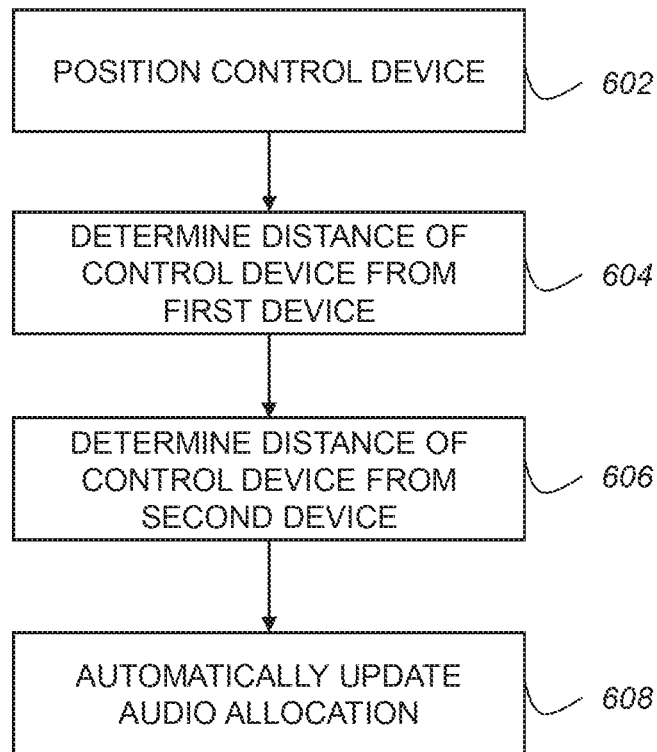 POSITION CONTROL DEVICE
602
DETERMINE DISTANCE OF
CONTROL DEVICE FROM
FIRST DEVICE
604
DETERMINE DISTANCE OF
CONTROL DEVICE FROM
SECOND DEVICE
606
AUTOMATICALLY UPDATE
AUDIO ALLOCATION
608